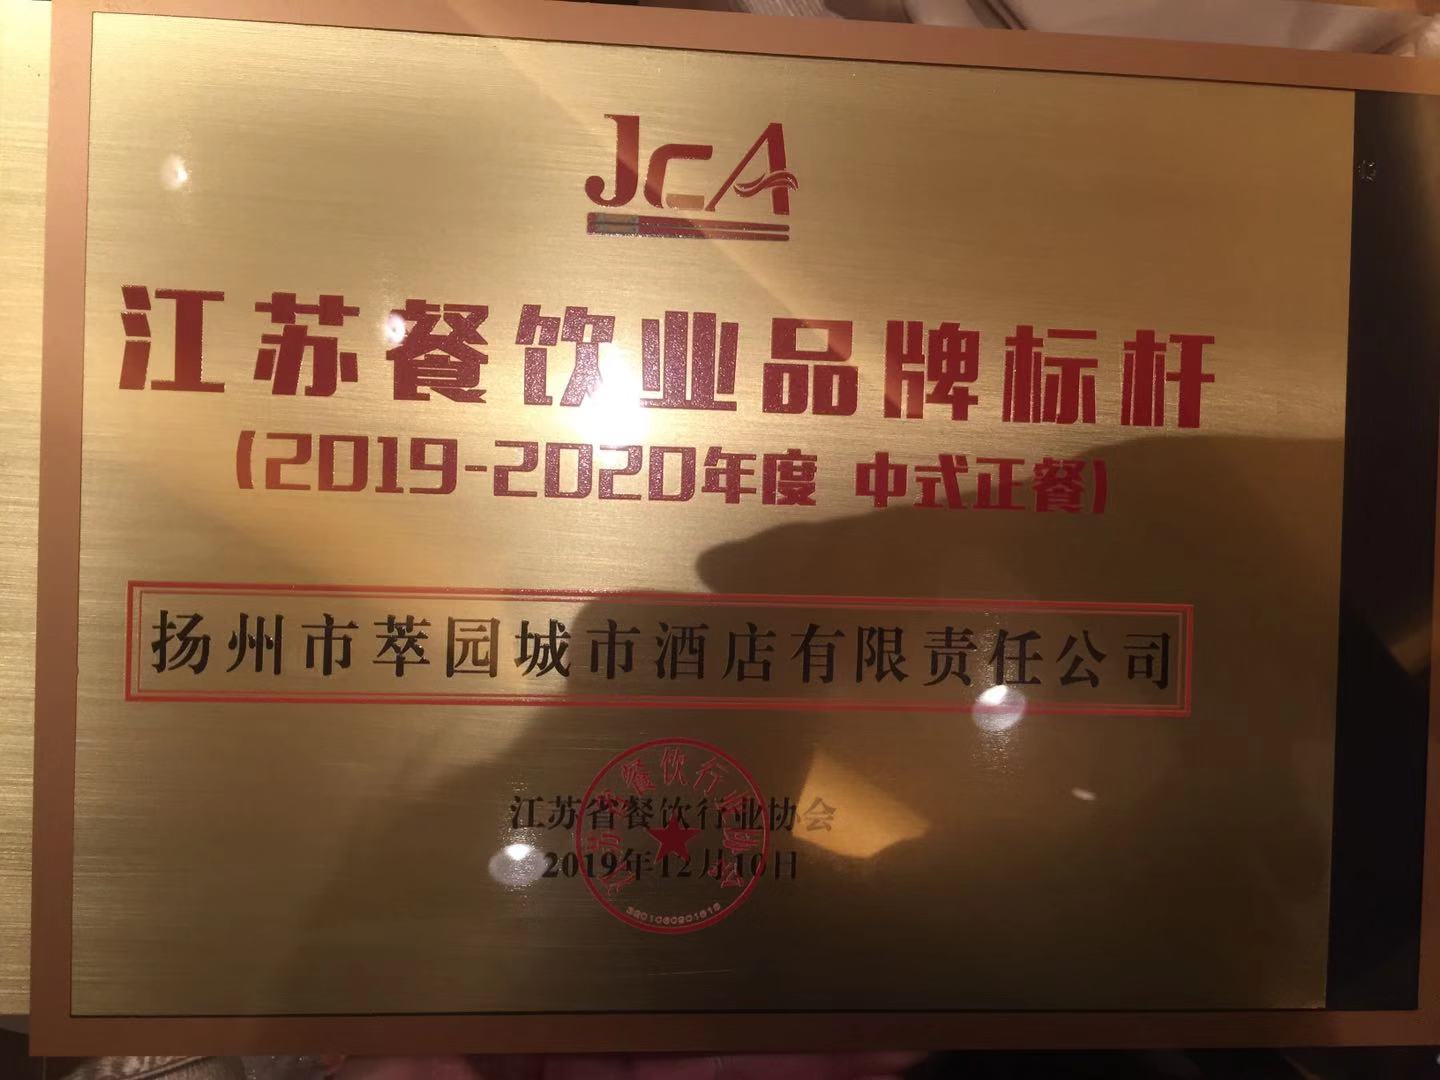 JCA
江苏餐饮业品牌标杆
(2019-2020年度 中式正餐)
扬州市萃园城市酒店有限责任公司
江苏省餐饮行业协会
2019年12月10日